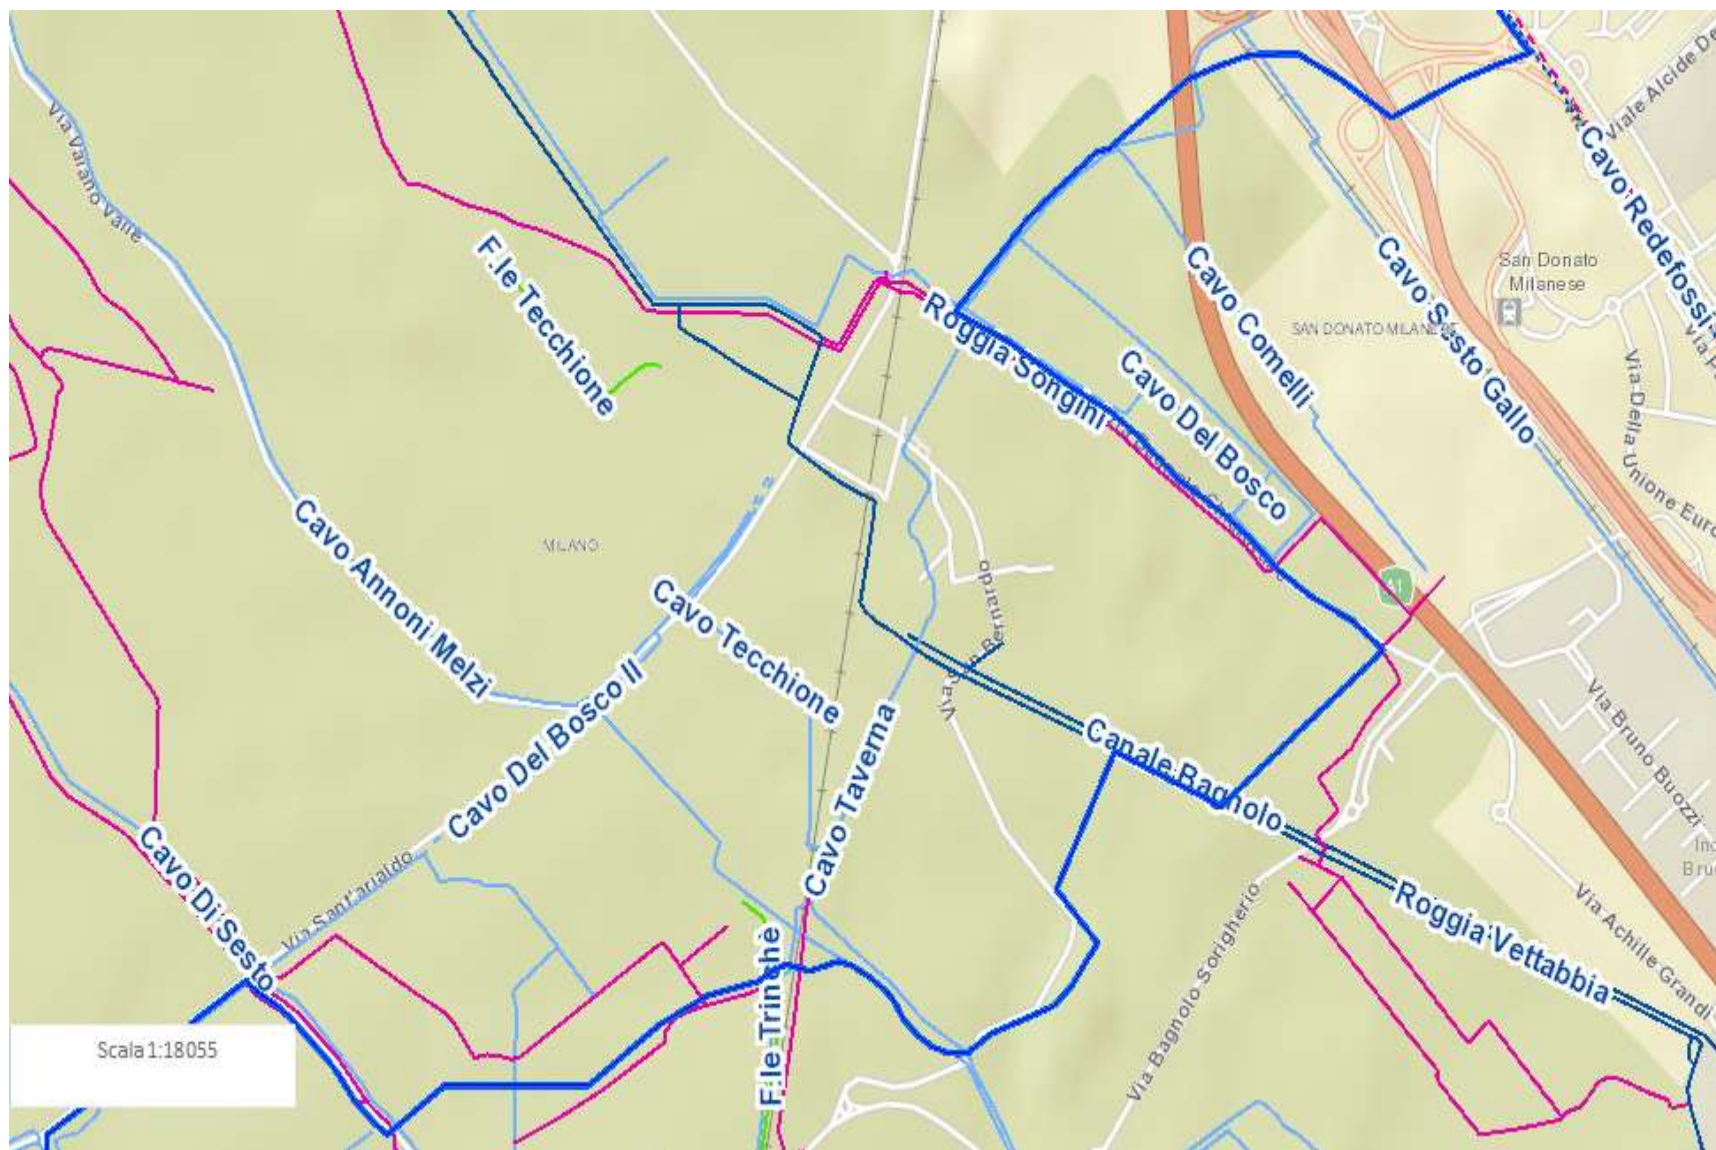 Via Vaiano Valle
F.le Tecchione
Roggia Songini
Cavo Redefossi
Viale Alcide De
Cavo Sesto Gallo
San Donato
Milanese
SAN DONATO MILANESE
Cavo Comelli
Cavo Del Bosco
Via Della Unione Euro
Cavo Annoni Melzi
MILANO
Cavo Tecchione
Cavo Del Bosco II
Cavo Taverna
A1
Canale Bagnolo
Via Bruno Buozzi
Cavo Di Sesto
Via Sant'arialdo
F.le Trinchè
Via Bagnolo Sorigherio
Roggia Vettabbia
Via Achille Grandi
Scala 1:18055